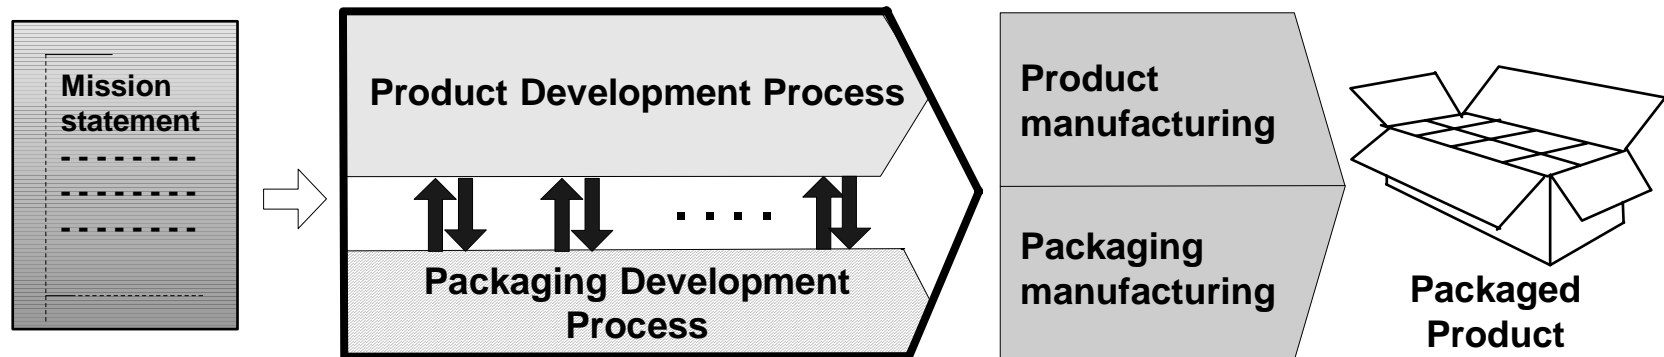 Mission
statement
Product Development Process
Packaging Development
Process
Product
manufacturing
Packaging
manufacturing
Packaged
Product